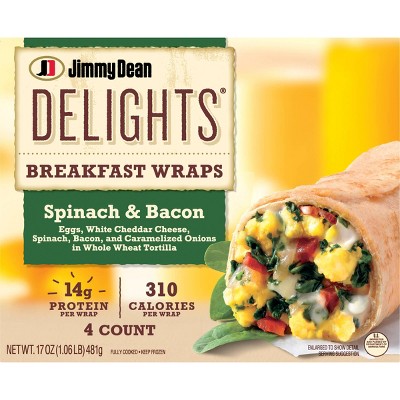 JD Jimmy Dean
DELIGHTS®
BREAKFAST WRAPS
Spinach & Bacon
Eggs, White Cheddar Cheese,
Spinach, Bacon, and Caramelized Onions
in Whole Wheat Tortilla
14g
PROTEIN
PER WRAP
310
CALORIES
PER WRAP
4 COUNT
NET WT. 17 OZ (1.06 LB) 481g
FULLY COOKED • KEEP FROZEN
ENLARGED TO SHOW DETAIL
SERVING SUGGESTION